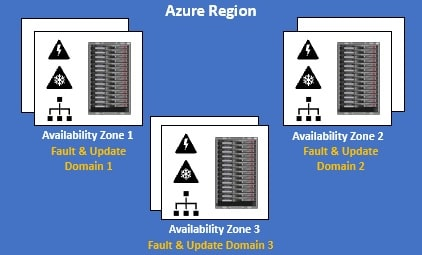 Azure Region
Availability Zone 1
Fault & Update
Domain 1
Availability Zone 2
Fault & Update
Domain 2
Availability Zone 3
Fault & Update Domain 3